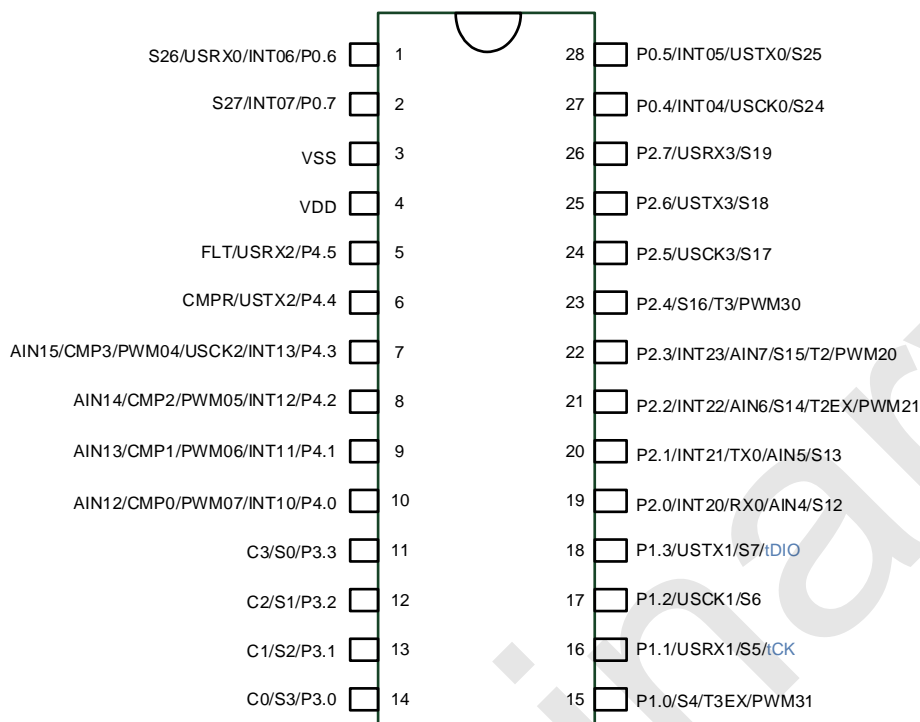 S26/USRX0/INT06/P0.6 1 28 P0.5/INT05/USTX0/S25
S27/INT07/P0.7 2 27 P0.4/INT04/USCK0/S24
VSS 3 26 P2.7/USRX3/S19
VDD 4 25 P2.6/USTX3/S18
FLT/USRX2/P4.5 5 24 P2.5/USCK3/S17
CMPR/USTX2/P4.4 6 23 P2.4/S16/T3/PWM30
AIN15/CMP3/PWM04/USCK2/INT13/P4.3 7 22 P2.3/INT23/AIN7/S15/T2/PWM20
AIN14/CMP2/PWM05/INT12/P4.2 8 21 P2.2/INT22/AIN6/S14/T2EX/PWM21
AIN13/CMP1/PWM06/INT11/P4.1 9 20 P2.1/INT21/TX0/AIN5/S13
AIN12/CMP0/PWM07/INT10/P4.0 10 19 P2.0/INT20/RX0/AIN4/S12
C3/S0/P3.3 11 18 P1.3/USTX1/S7/tDIO
C2/S1/P3.2 12 17 P1.2/USCK1/S6
C1/S2/P3.1 13 16 P1.1/USRX1/S5/tCK
C0/S3/P3.0 14 15 P1.0/S4/T3EX/PWM31